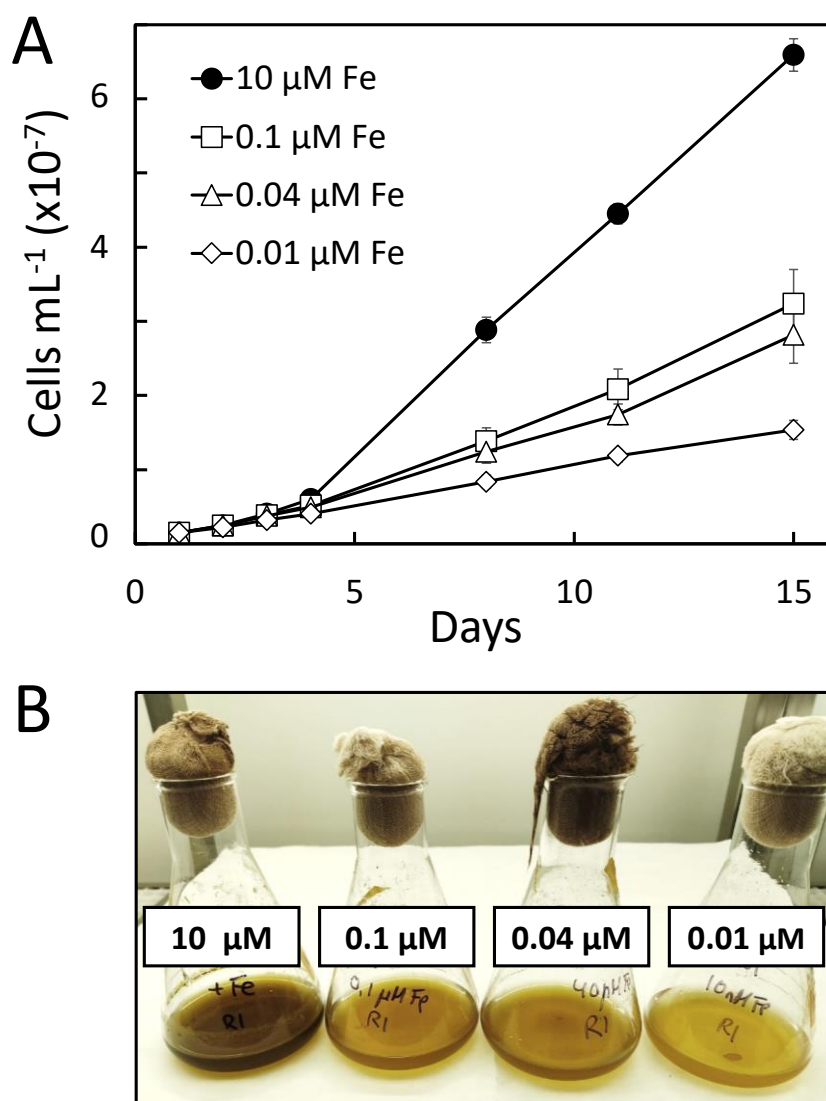 A
10 µM Fe
0.1 µM Fe
0.04 µM Fe
0.01 µM Fe
Cells mL⁻¹ (x10⁻⁷)
6
4
2
0
0 5 10 15
Days
B
10 µM 0.1 µM 0.04 µM 0.01 µM
+Fe
R1
0,1 µM Fe
R1
40nM
R1
10nM Fe
R1